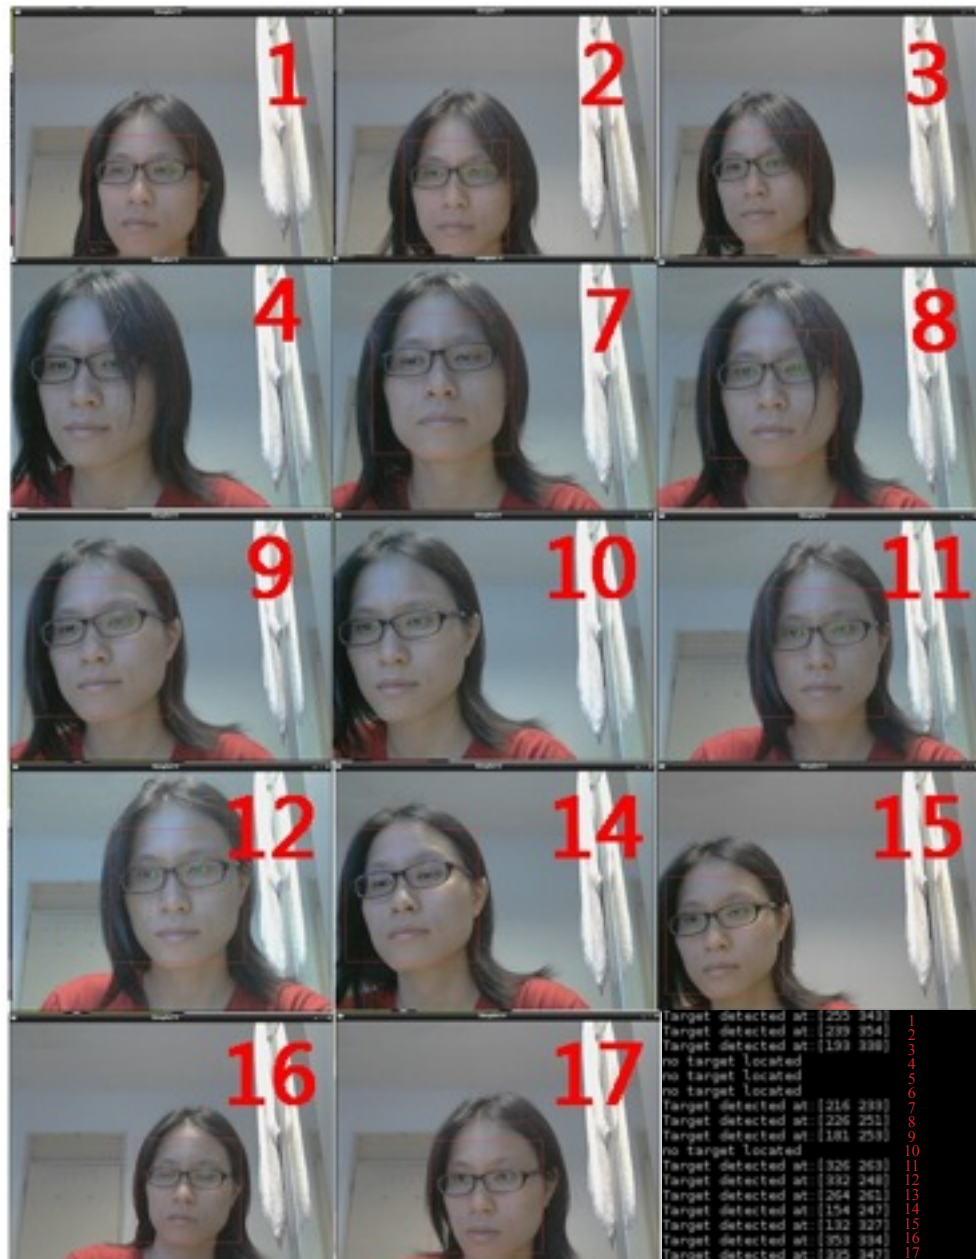 1
2
3
4
7
8
9
10
11
12
14
15
16
17
Target detected at:[255 343] 1
Target detected at:[239 354] 2
Target detected at:[193 338] 3
no target located 4
no target located 5
no target located 6
Target detected at:[216 233] 7
Target detected at:[226 251] 8
Target detected at:[181 253] 9
no target located 10
Target detected at:[326 263] 11
Target detected at:[332 248] 12
Target detected at:[264 261] 13
Target detected at:[154 247] 14
Target detected at:[132 327] 15
Target detected at:[353 334] 16
Target detected at 17